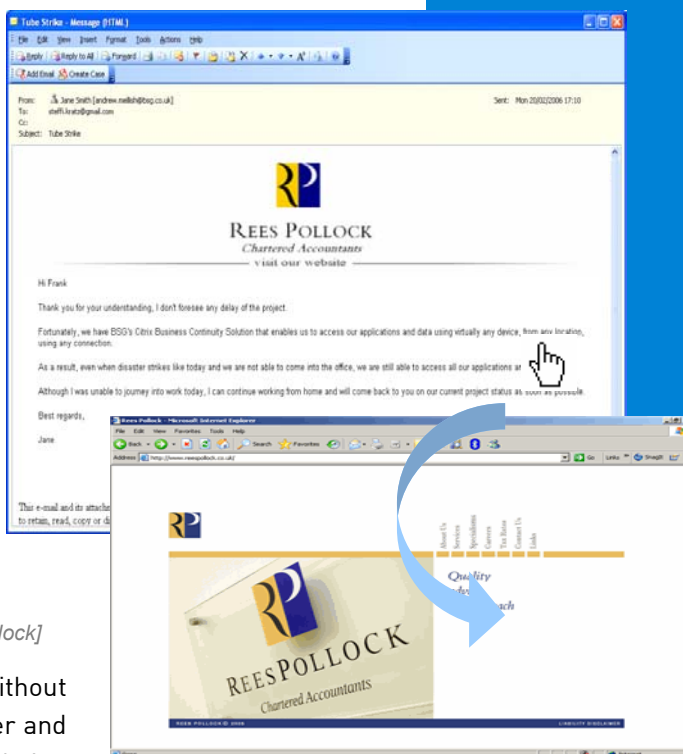 Tube Strike - Message (HTML)
File Edit View Insert Format Tools Actions Help
Reply Reply to All Forward
Add Email Create Case
From: Jane Smith [andrew.mellish@bsg.co.uk] Sent: Mon 20/02/2006 17:10
To: steffi.kratz@gmail.com
Cc:
Subject: Tube Strike
REES POLLOCK
Chartered Accountants
visit our website
Hi Frank
Thank you for your understanding, I don't foresee any delay of the project.
Fortunately, we have BSG's Citrix Business Continuity Solution that enables us to access our applications and data using virtually any device, from any location,
using any connection.
As a result, even when disaster strikes like today and we are not able to come into the office, we are still able to access all our applications
Although I was unable to journey into work today, I can continue working from home and will come back to you on our current project status as soon as possible.
Best regards,
Jane
This e-mail and its
to retain, read, copy or
Rees Pollock - Microsoft Internet Explorer
File Edit View Favorites Tools Help
Back Search Favorites
Address http://www.reespollock.co.uk/ Go Links SnagIt
About Us
Services
Specialisms
Careers
Tax Rates
Contact Us
Links
Quality
REES POLLOCK
Chartered Accountants
REES POLLOCK © 2006 LIABILITY DISCLAIMER
lock]
ithout
er and